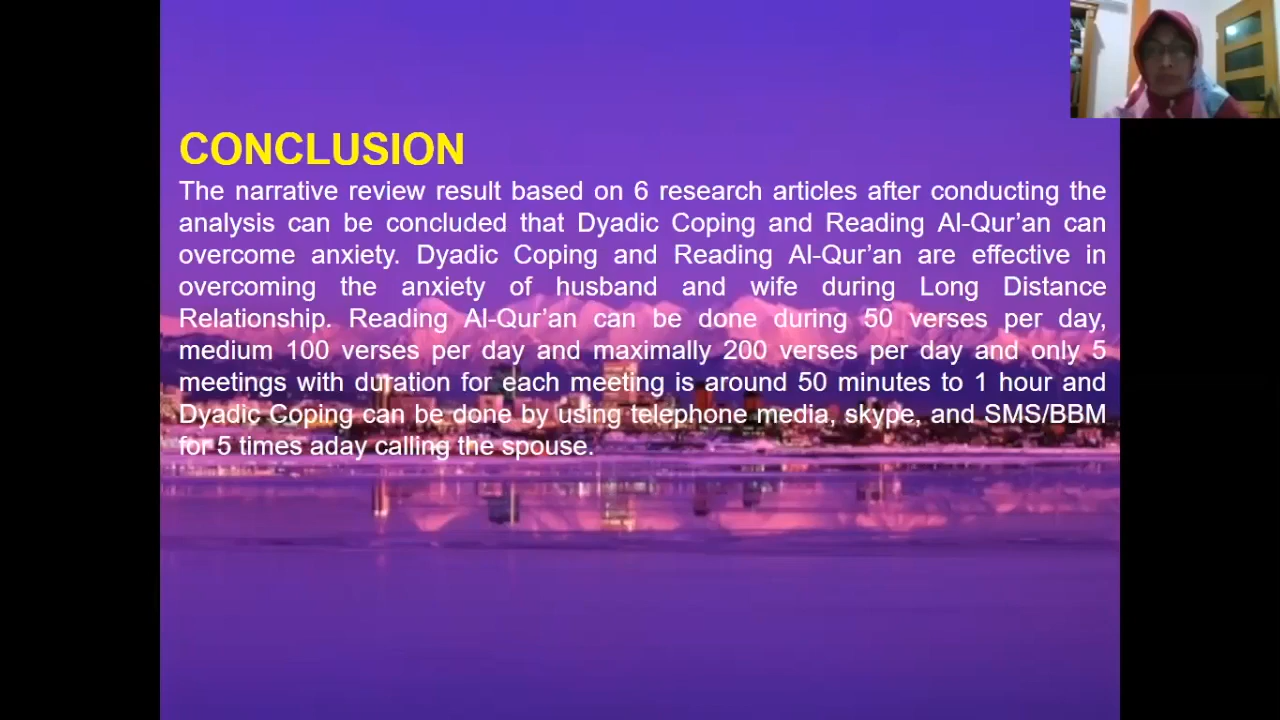 CONCLUSION
The narrative review result based on 6 research articles after conducting the
analysis can be concluded that Dyadic Coping and Reading Al-Qur’an can
overcome anxiety. Dyadic Coping and Reading Al-Qur’an are effective in
overcoming the anxiety of husband and wife during Long Distance
Relationship. Reading Al-Qur’an can be done during 50 verses per day,
medium 100 verses per day and maximally 200 verses per day and only 5
meetings with duration for each meeting is around 50 minutes to 1 hour and
Dyadic Coping can be done by using telephone media, skype, and SMS/BBM
for 5 times aday calling the spouse.